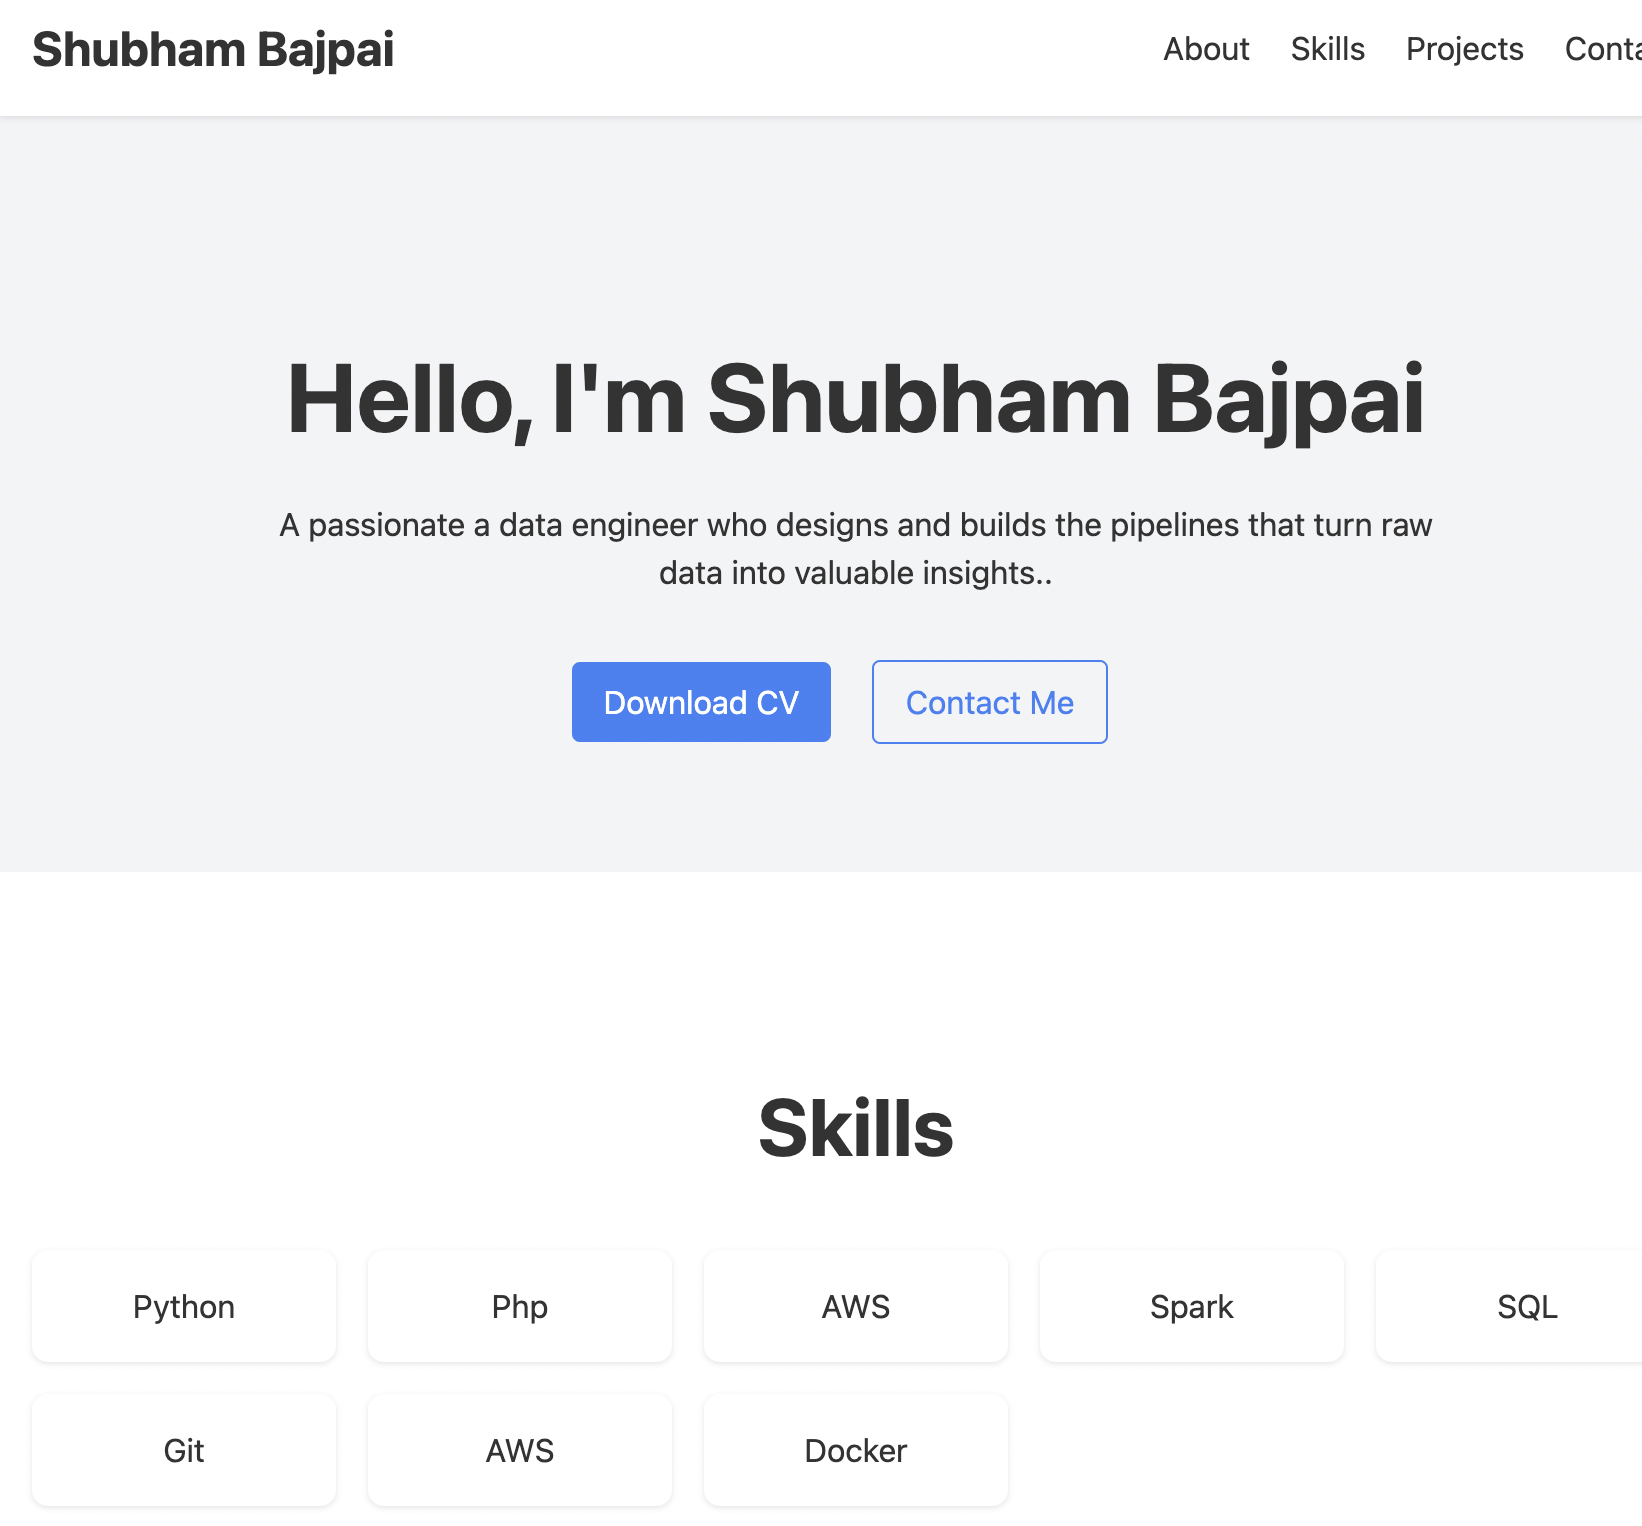 Shubham Bajpai
About Skills Projects Conta
Hello, I'm Shubham Bajpai
A passionate a data engineer who designs and builds the pipelines that turn raw
data into valuable insights..
Download CV Contact Me
Skills
Python Php AWS Spark SQL
Git AWS Docker